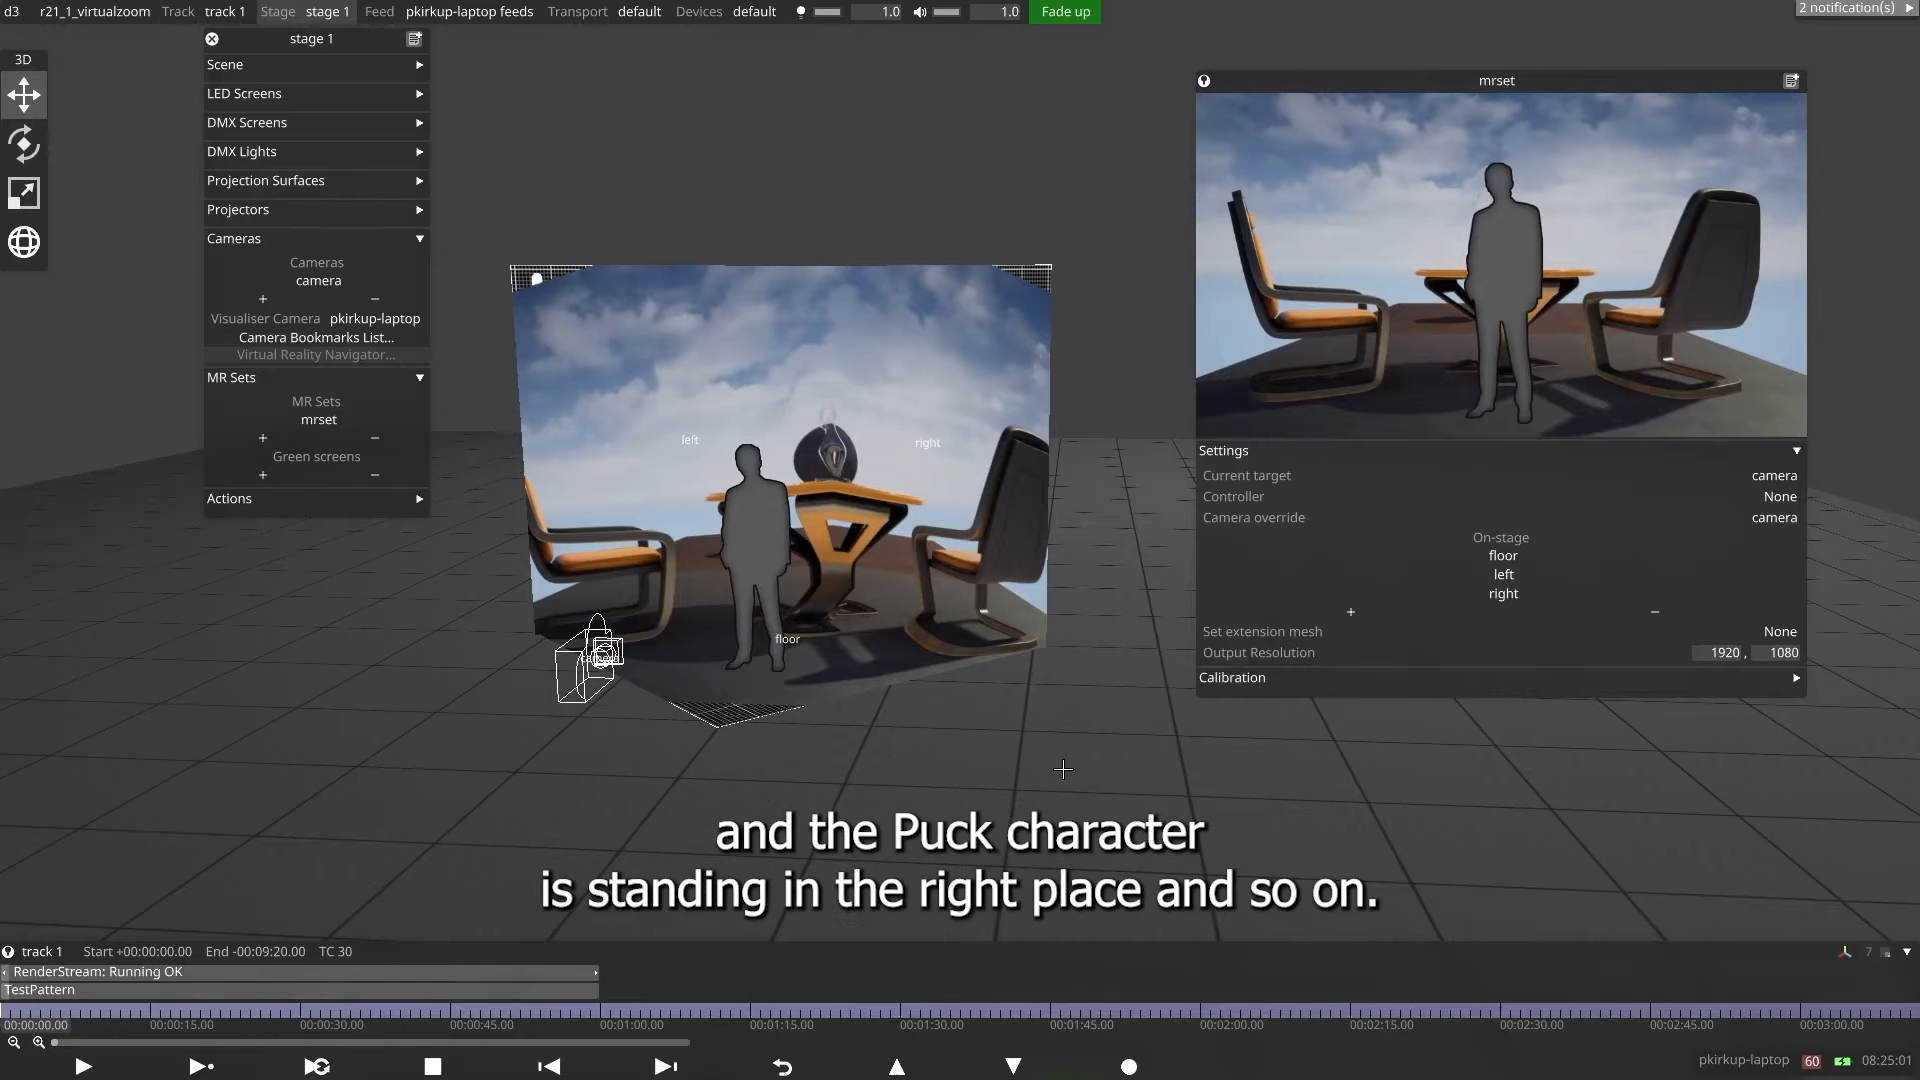 d3 r21_1_virtualzoom Track track 1 Stage stage 1 Feed pkirkup-laptop feeds Transport default Devices default 1.0 1.0 Fade up 2 notification(s)
3D
stage 1
Scene
LED Screens
DMX Screens
DMX Lights
Projection Surfaces
Projectors
Cameras
Cameras
camera
+ −
Visualiser Camera pkirkup-laptop
Camera Bookmarks List...
Virtual Reality Navigator...
MR Sets
MR Sets
mrset
+ −
Green screens
+ −
Actions
left
right
floor
mrset
Settings
Current target camera
Controller None
Camera override camera
On-stage
floor
left
right
+ −
Set extension mesh None
Output Resolution 1920 , 1080
Calibration
and the Puck character
is standing in the right place and so on.
track 1 Start +00:00:00.00 End -00:09:20.00 TC 30 7
RenderStream: Running OK
TestPattern
00:00:00.00 00:00:15.00 00:00:30.00 00:00:45.00 00:01:00.00 00:01:15.00 00:01:30.00 00:01:45.00 00:02:00.00 00:02:15.00 00:02:30.00 00:02:45.00 00:03:00.00
pkirkup-laptop 60 08:25:01